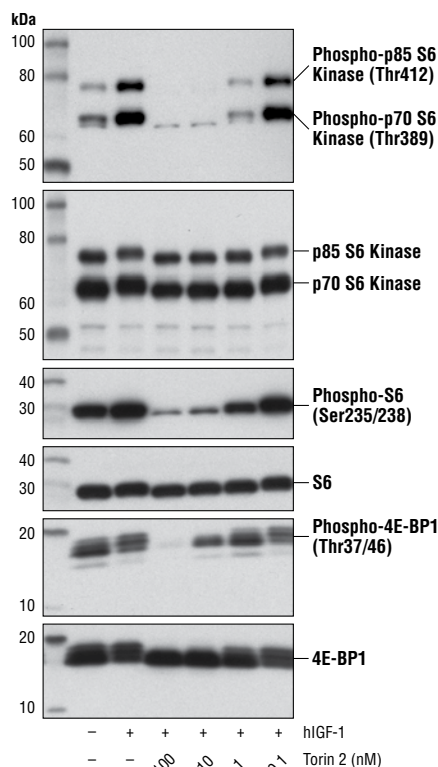 kDa
100
80
60
50
Phospho-p85 S6
Kinase (Thr412)
Phospho-p70 S6
Kinase (Thr389)
100
80
60
50
p85 S6 Kinase
p70 S6 Kinase
40
30
Phospho-S6
(Ser235/238)
40
30
S6
20
10
Phospho-4E-BP1
(Thr37/46)
20
10
4E-BP1
– + + + + + hIGF-1
– – 100 10 1 0.1 Torin 2 (nM)